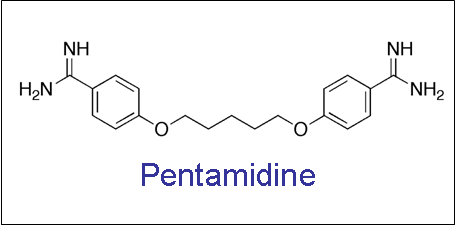 NH NH
H₂N NH₂
O O
Pentamidine